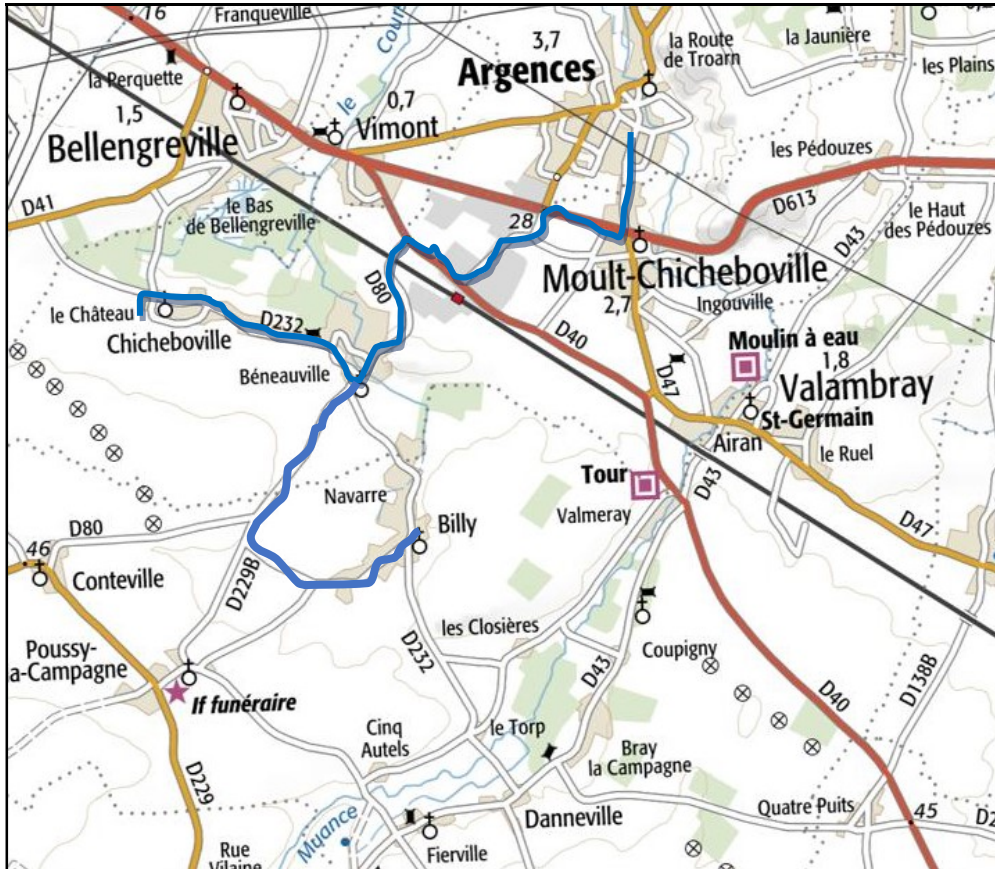 16
Franqueville
3,7
la Route
de Troarn
la Jaunière
les Plains
la Perquette
le
Argences
1,5
0,7
Bellengreville
Vimont
les Pédouzes
D41
le Bas
de Bellengreville
28
D613
le Haut
des Pédouzes
D43
Moult-Chicheboville
D80
2,7
Ingouville
le Château
D232
Chicheboville
D40
Moulin à eau
1,8
Béneauville
D47
Valambray
St-Germain
Airan
le Ruel
Navarre
Tour
D43
Billy
Valmeray
D47
D80
46
Conteville
D229B
les Closières
Poussy-
a-Campagne
D232
Coupigny
D43
D138B
If funéraire
D40
Cinq
Autels
le Torp
Bray
la Campagne
D229
Danneville
Quatre Puits
45
Muance
Rue
Vilaine
Fierville